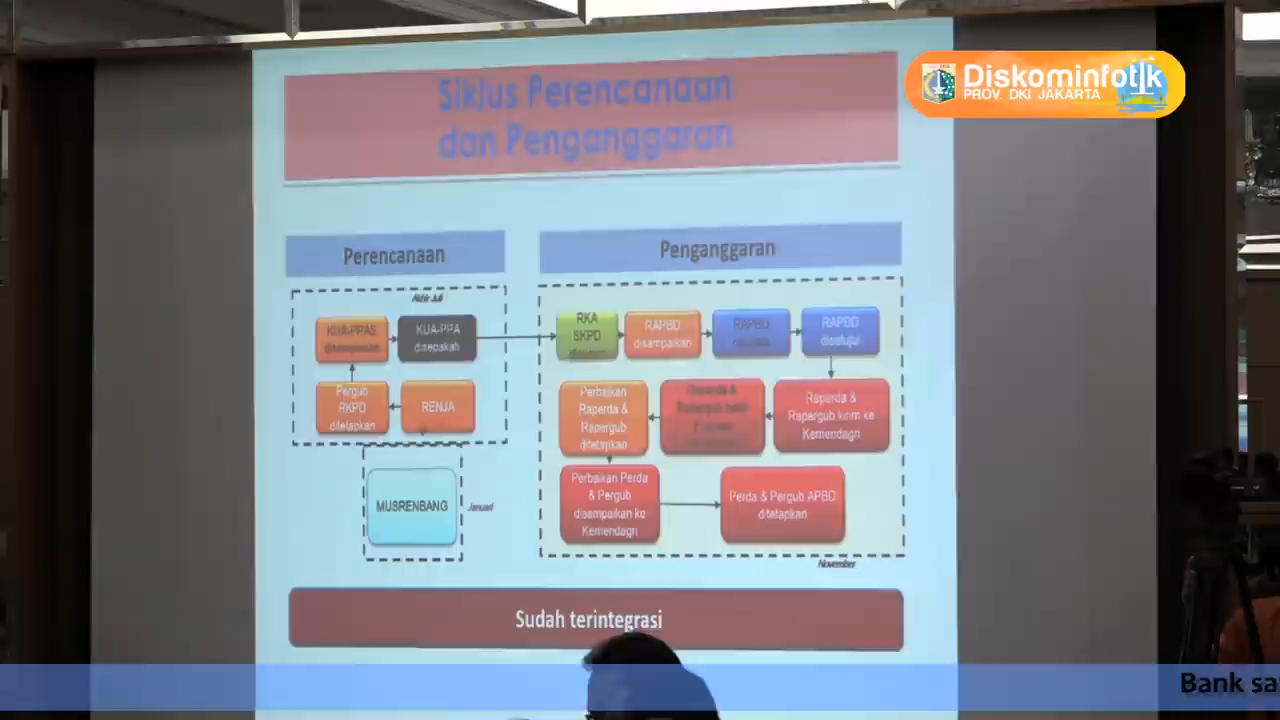 Diskominfotik
PROV. DKI JAKARTA
Siklus Perencanaan
dan Penganggaran
Perencanaan
Penganggaran
Akhir Juli
KUA-PPAS
KUA-PPA
disepakati
RKA
SKPD
RAPBD
disampaikan
RAPBD
RAPBD
disetujui
Pergub
RKPD
ditetapkan
RENJA
Perbaikan
Raperda &
Rapergub
ditetapkan
Raperda &
Raperda &
Rapergub kirim ke
Kemendagri
MUSRENBANG
Januari
Perbaikan Perda
& Pergub
disampaikan ke
Kemendagri
Perda & Pergub APBD
ditetapkan
November
Sudah terintegrasi
Bank sa